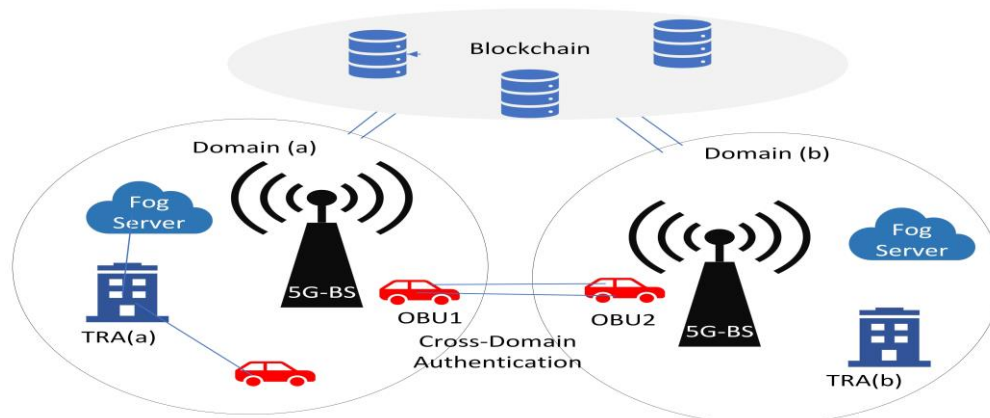 Blockchain
Domain (a)
Domain (b)
Fog
Server
Fog
Server
5G-BS
OBU1
OBU2
5G-BS
TRA(a)
Cross-Domain
Authentication
TRA(b)